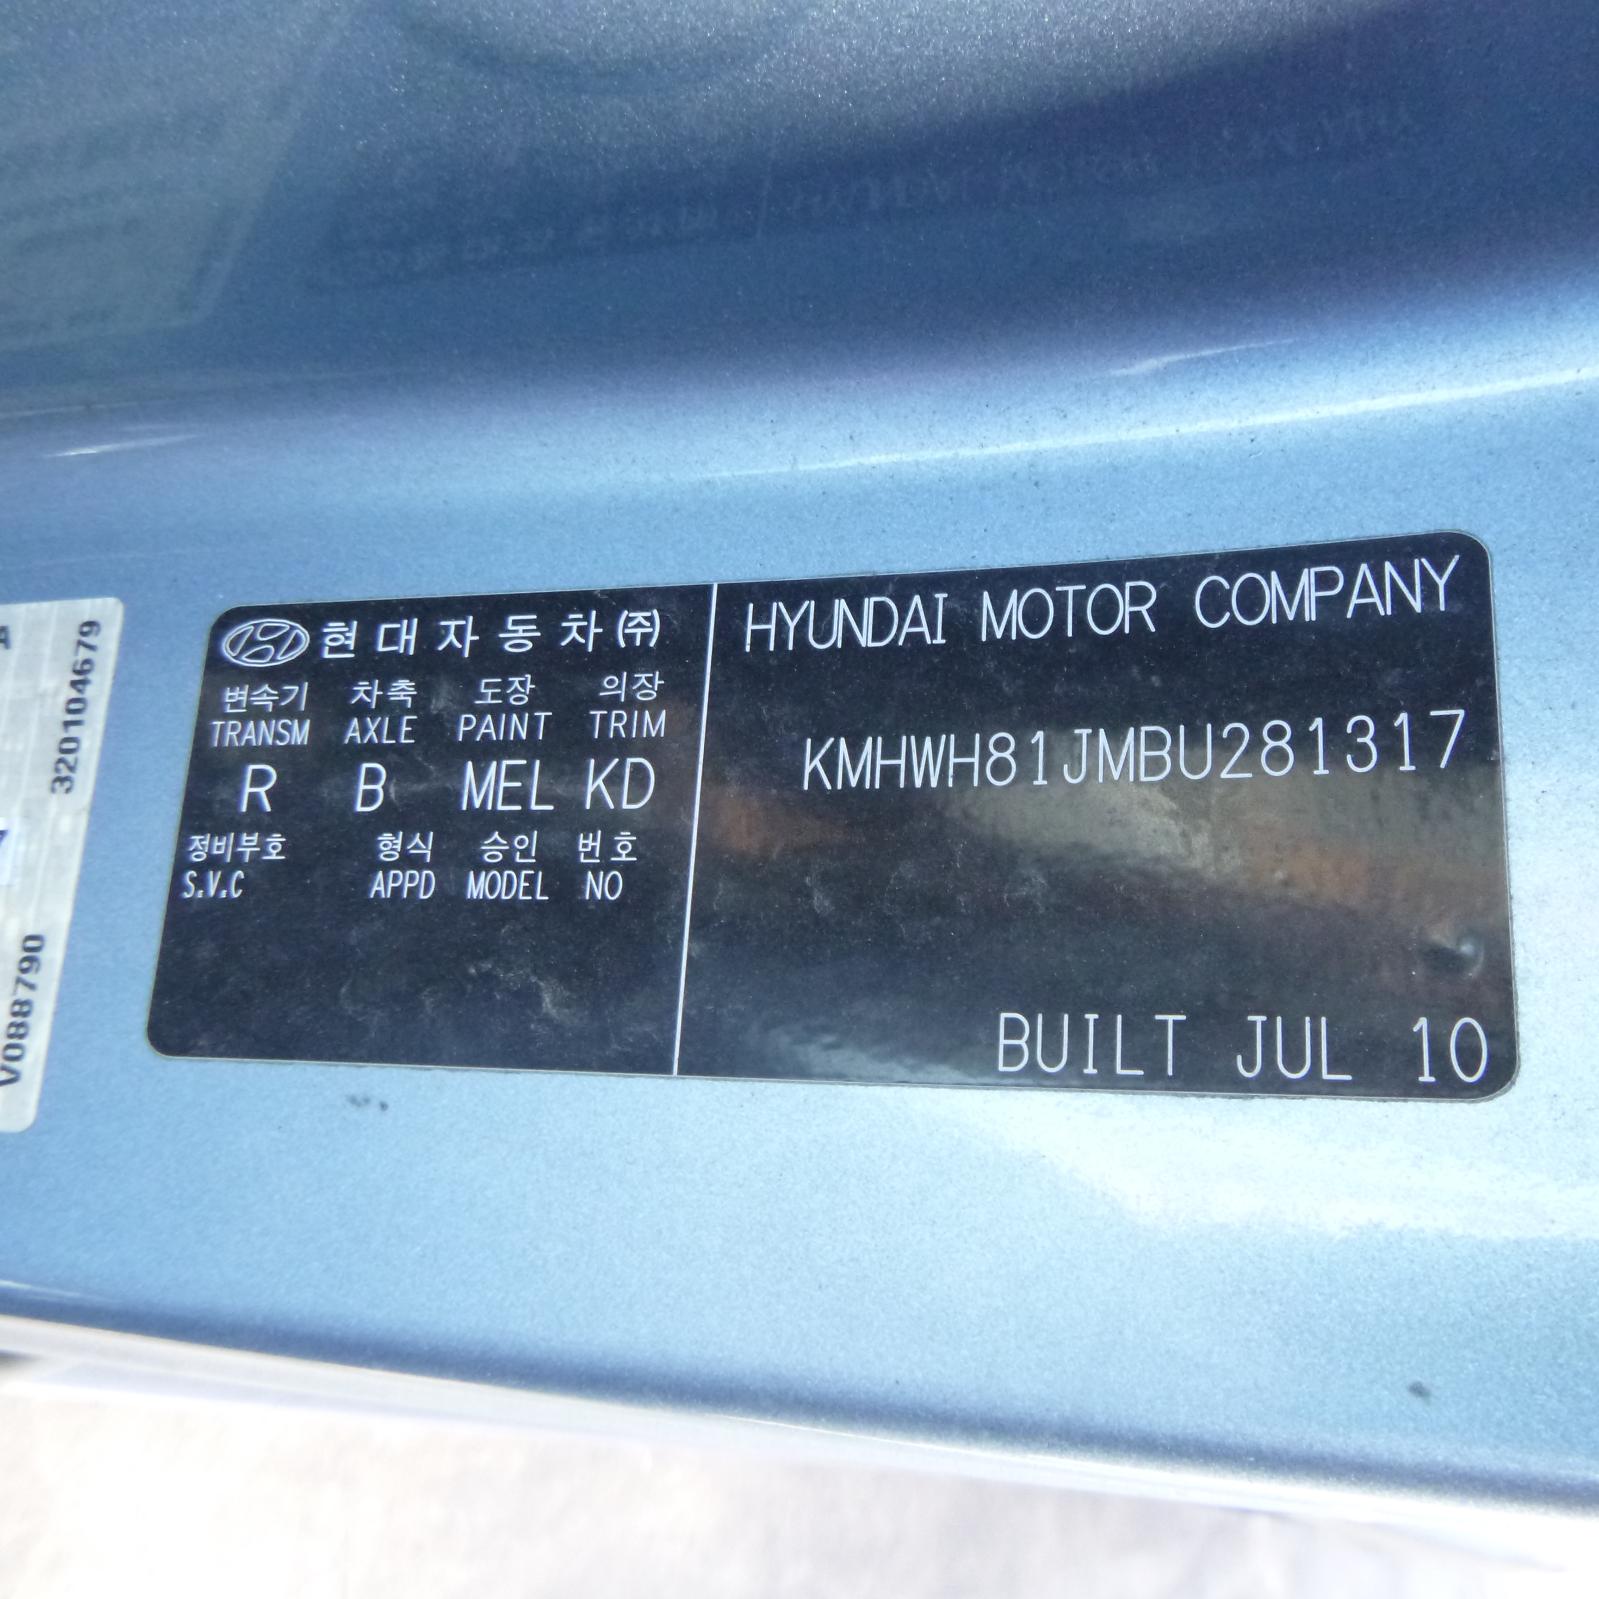 현대자동차㈜
변속기 차축 도장 의장
TRANSM AXLE PAINT TRIM
R B MEL KD
정비부호 형식 승인 번호
S.V.C APPD MODEL NO
HYUNDAI MOTOR COMPANY
KMHWH81JMBU281317
BUILT JUL 10
A
320104679
V088790